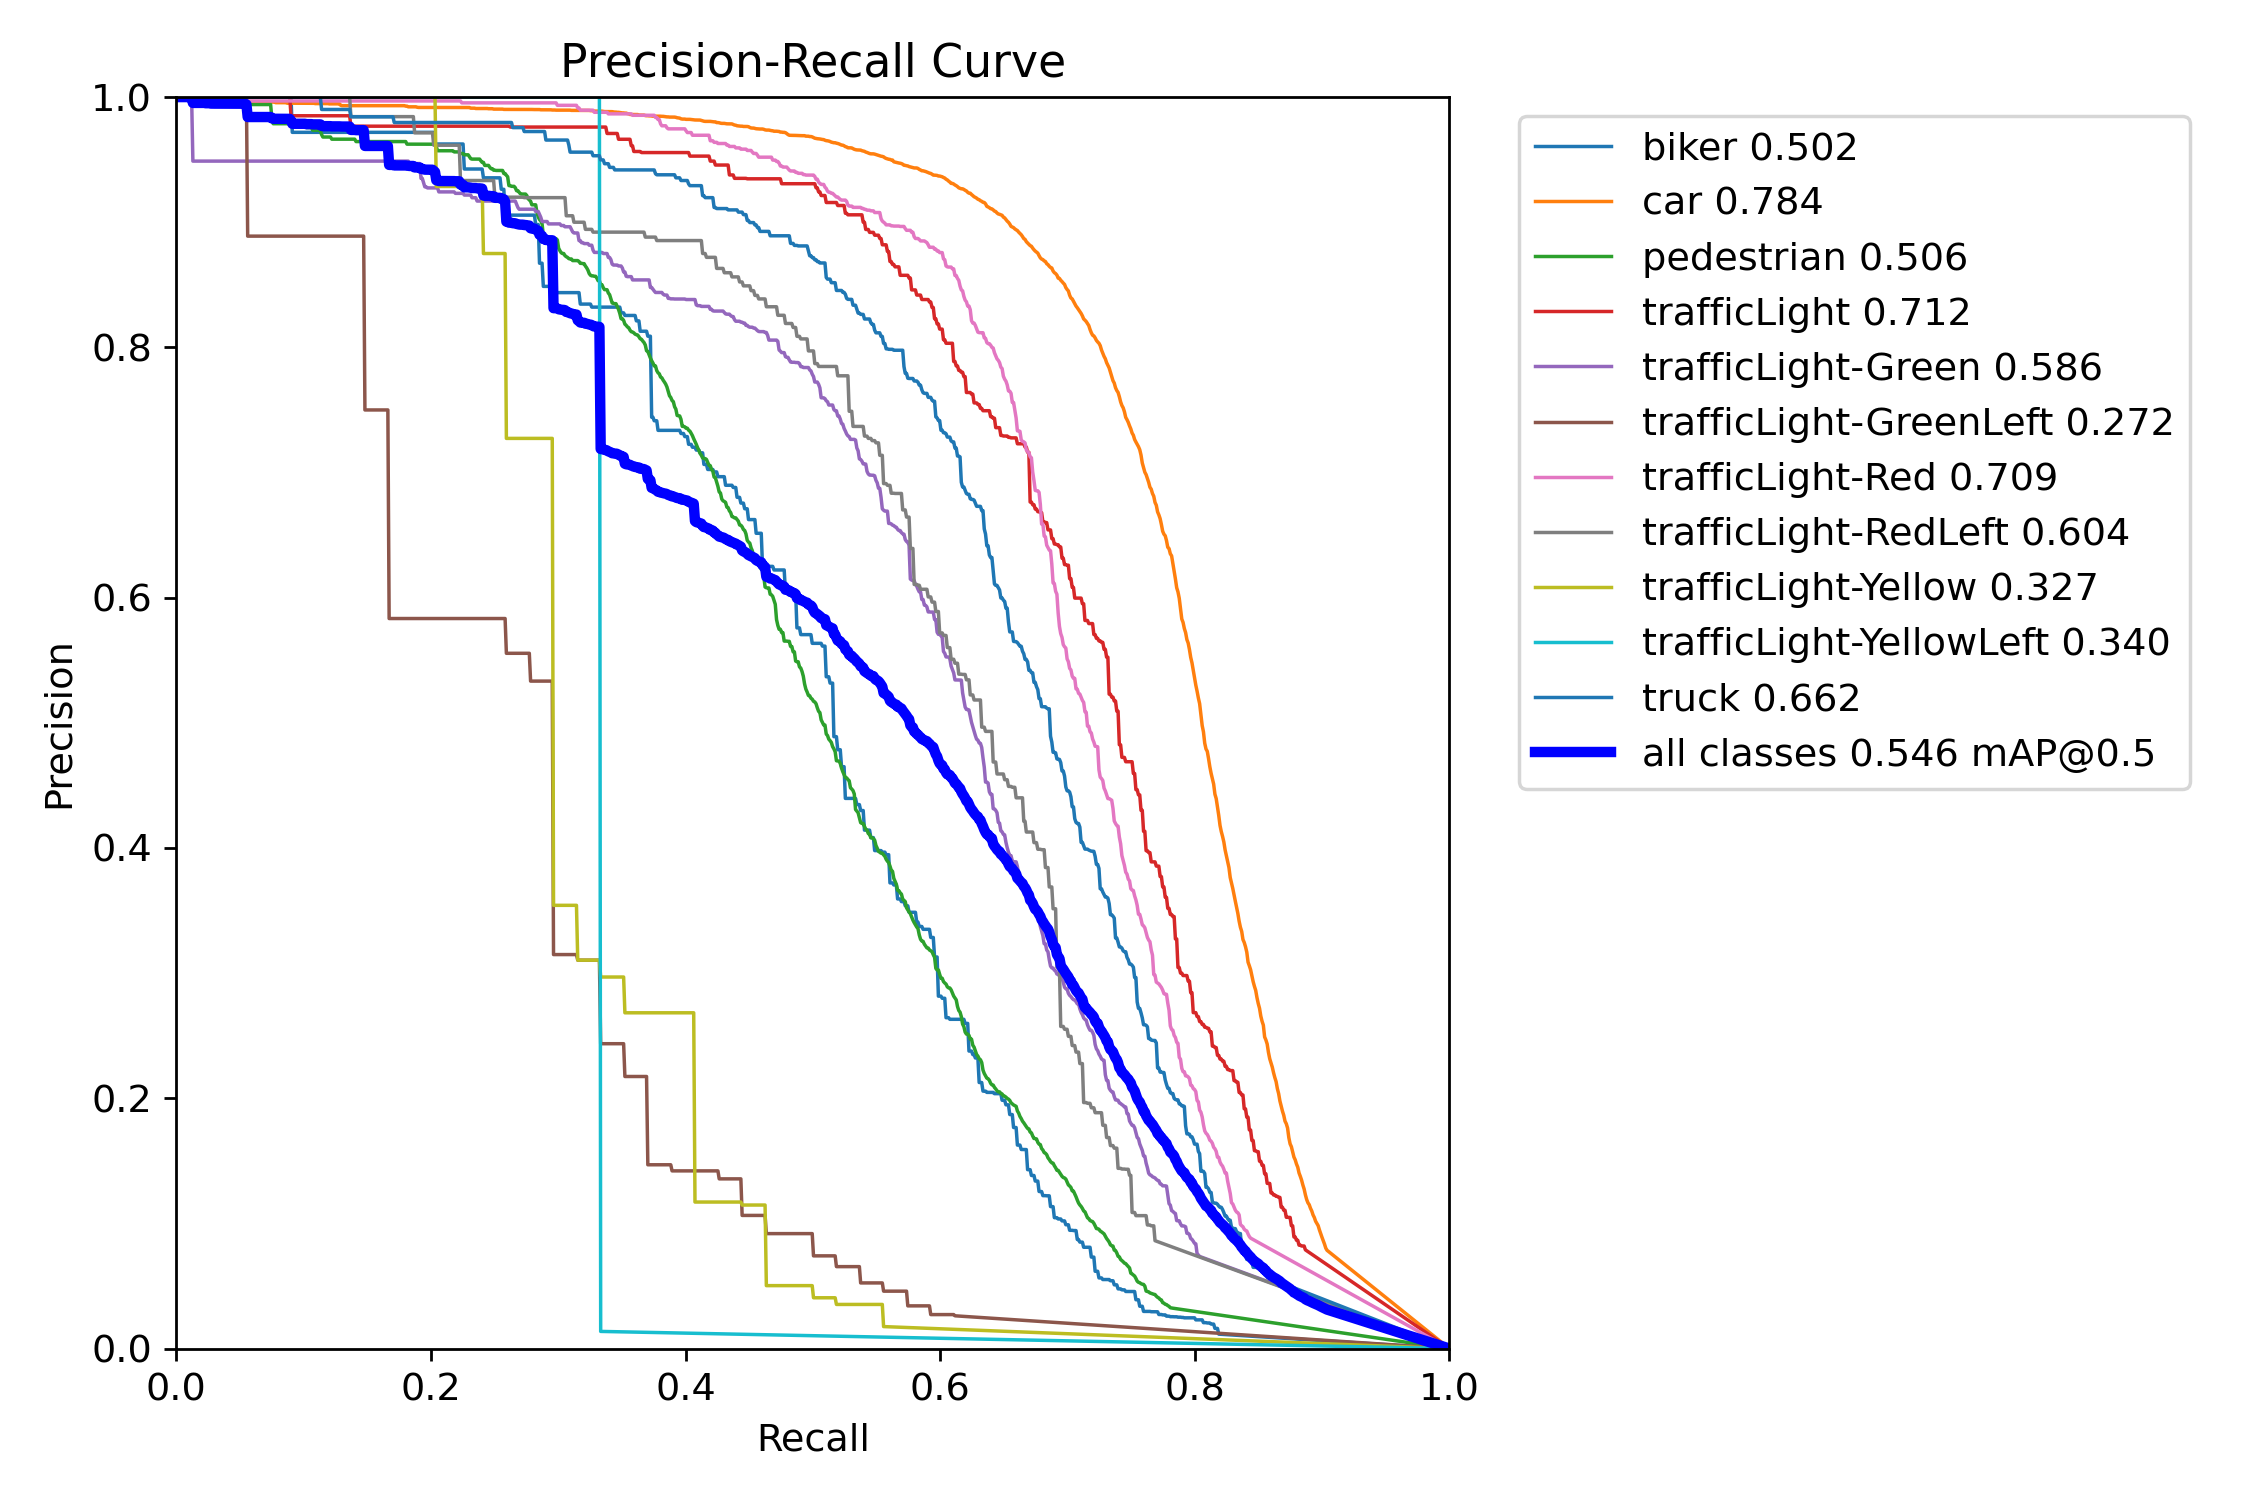 Precision-Recall Curve
1.0
0.8
0.6
0.4
0.2
0.0
Precision
0.0 0.2 0.4 0.6 0.8 1.0
Recall
biker 0.502
car 0.784
pedestrian 0.506
trafficLight 0.712
trafficLight-Green 0.586
trafficLight-GreenLeft 0.272
trafficLight-Red 0.709
trafficLight-RedLeft 0.604
trafficLight-Yellow 0.327
trafficLight-YellowLeft 0.340
truck 0.662
all classes 0.546 mAP@0.5